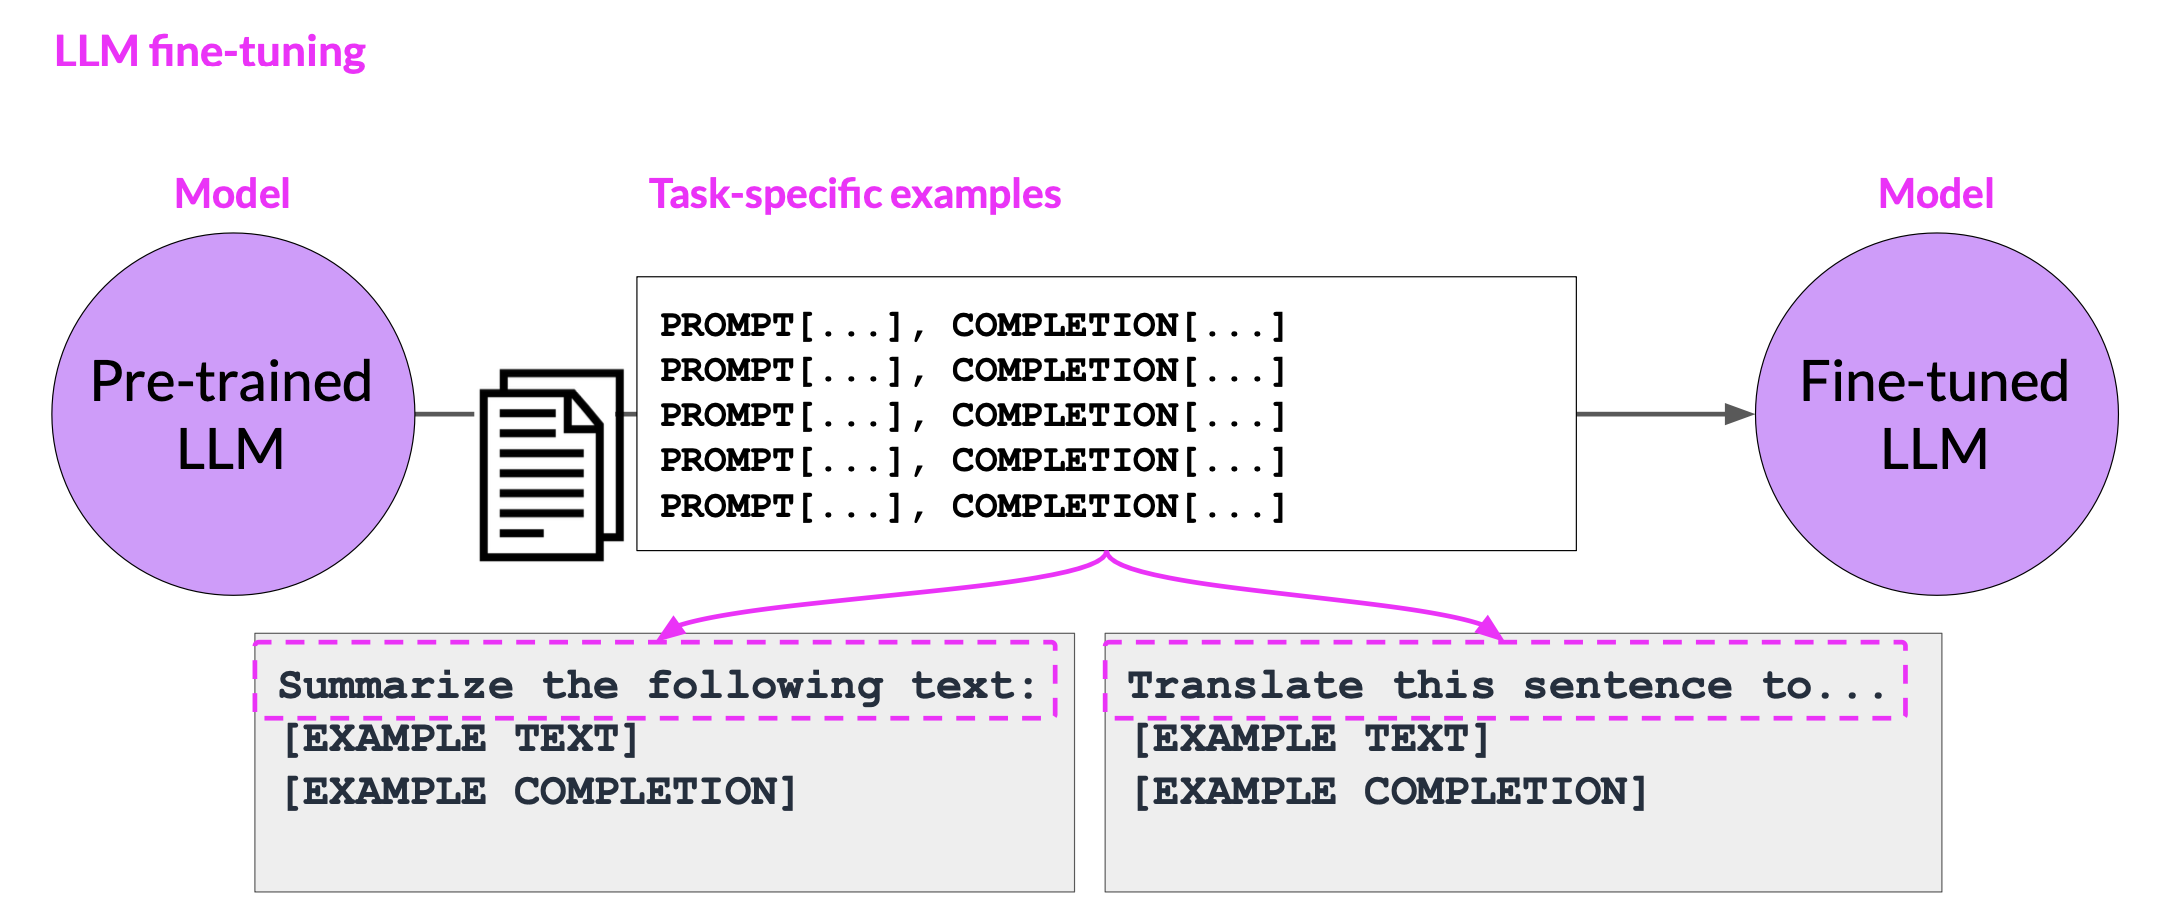 LLM fine-tuning
Model
Task-specific examples
Model
Pre-trained
LLM
PROMPT[...], COMPLETION[...]
PROMPT[...], COMPLETION[...]
PROMPT[...], COMPLETION[...]
PROMPT[...], COMPLETION[...]
PROMPT[...], COMPLETION[...]
Fine-tuned
LLM
Summarize the following text:
[EXAMPLE TEXT]
[EXAMPLE COMPLETION]
Translate this sentence to...
[EXAMPLE TEXT]
[EXAMPLE COMPLETION]